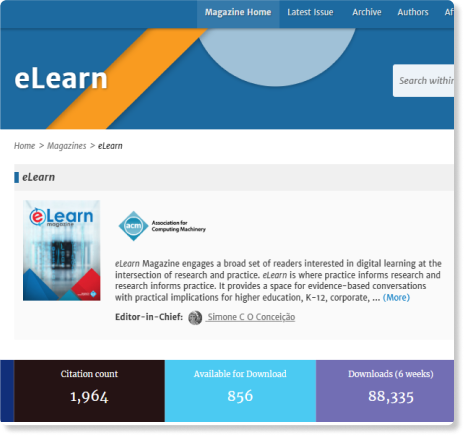 Magazine Home Latest Issue Archive Authors
eLearn
Search within
Home > Magazines > eLearn
eLearn
eLearn
magazine
acm
Association for
Computing Machinery
eLearn Magazine engages a broad set of readers interested in digital learning at the
intersection of research and practice. eLearn is where practice informs research and
research informs practice. It provides a space for evidence-based conversations
with practical implications for higher education, K-12, corporate, ... (More)
Editor-in-Chief: Simone C O Conceição
Citation count Available for Download Downloads (6 weeks)
1,964 856 88,335